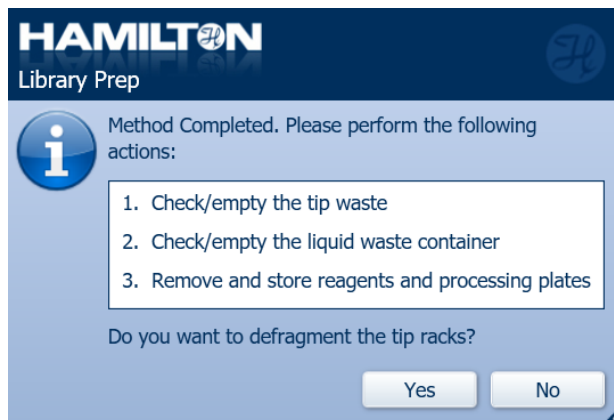 HAMILTON
Library Prep
Method Completed. Please perform the following
actions:
1. Check/empty the tip waste
2. Check/empty the liquid waste container
3. Remove and store reagents and processing plates
Do you want to defragment the tip racks?
Yes No